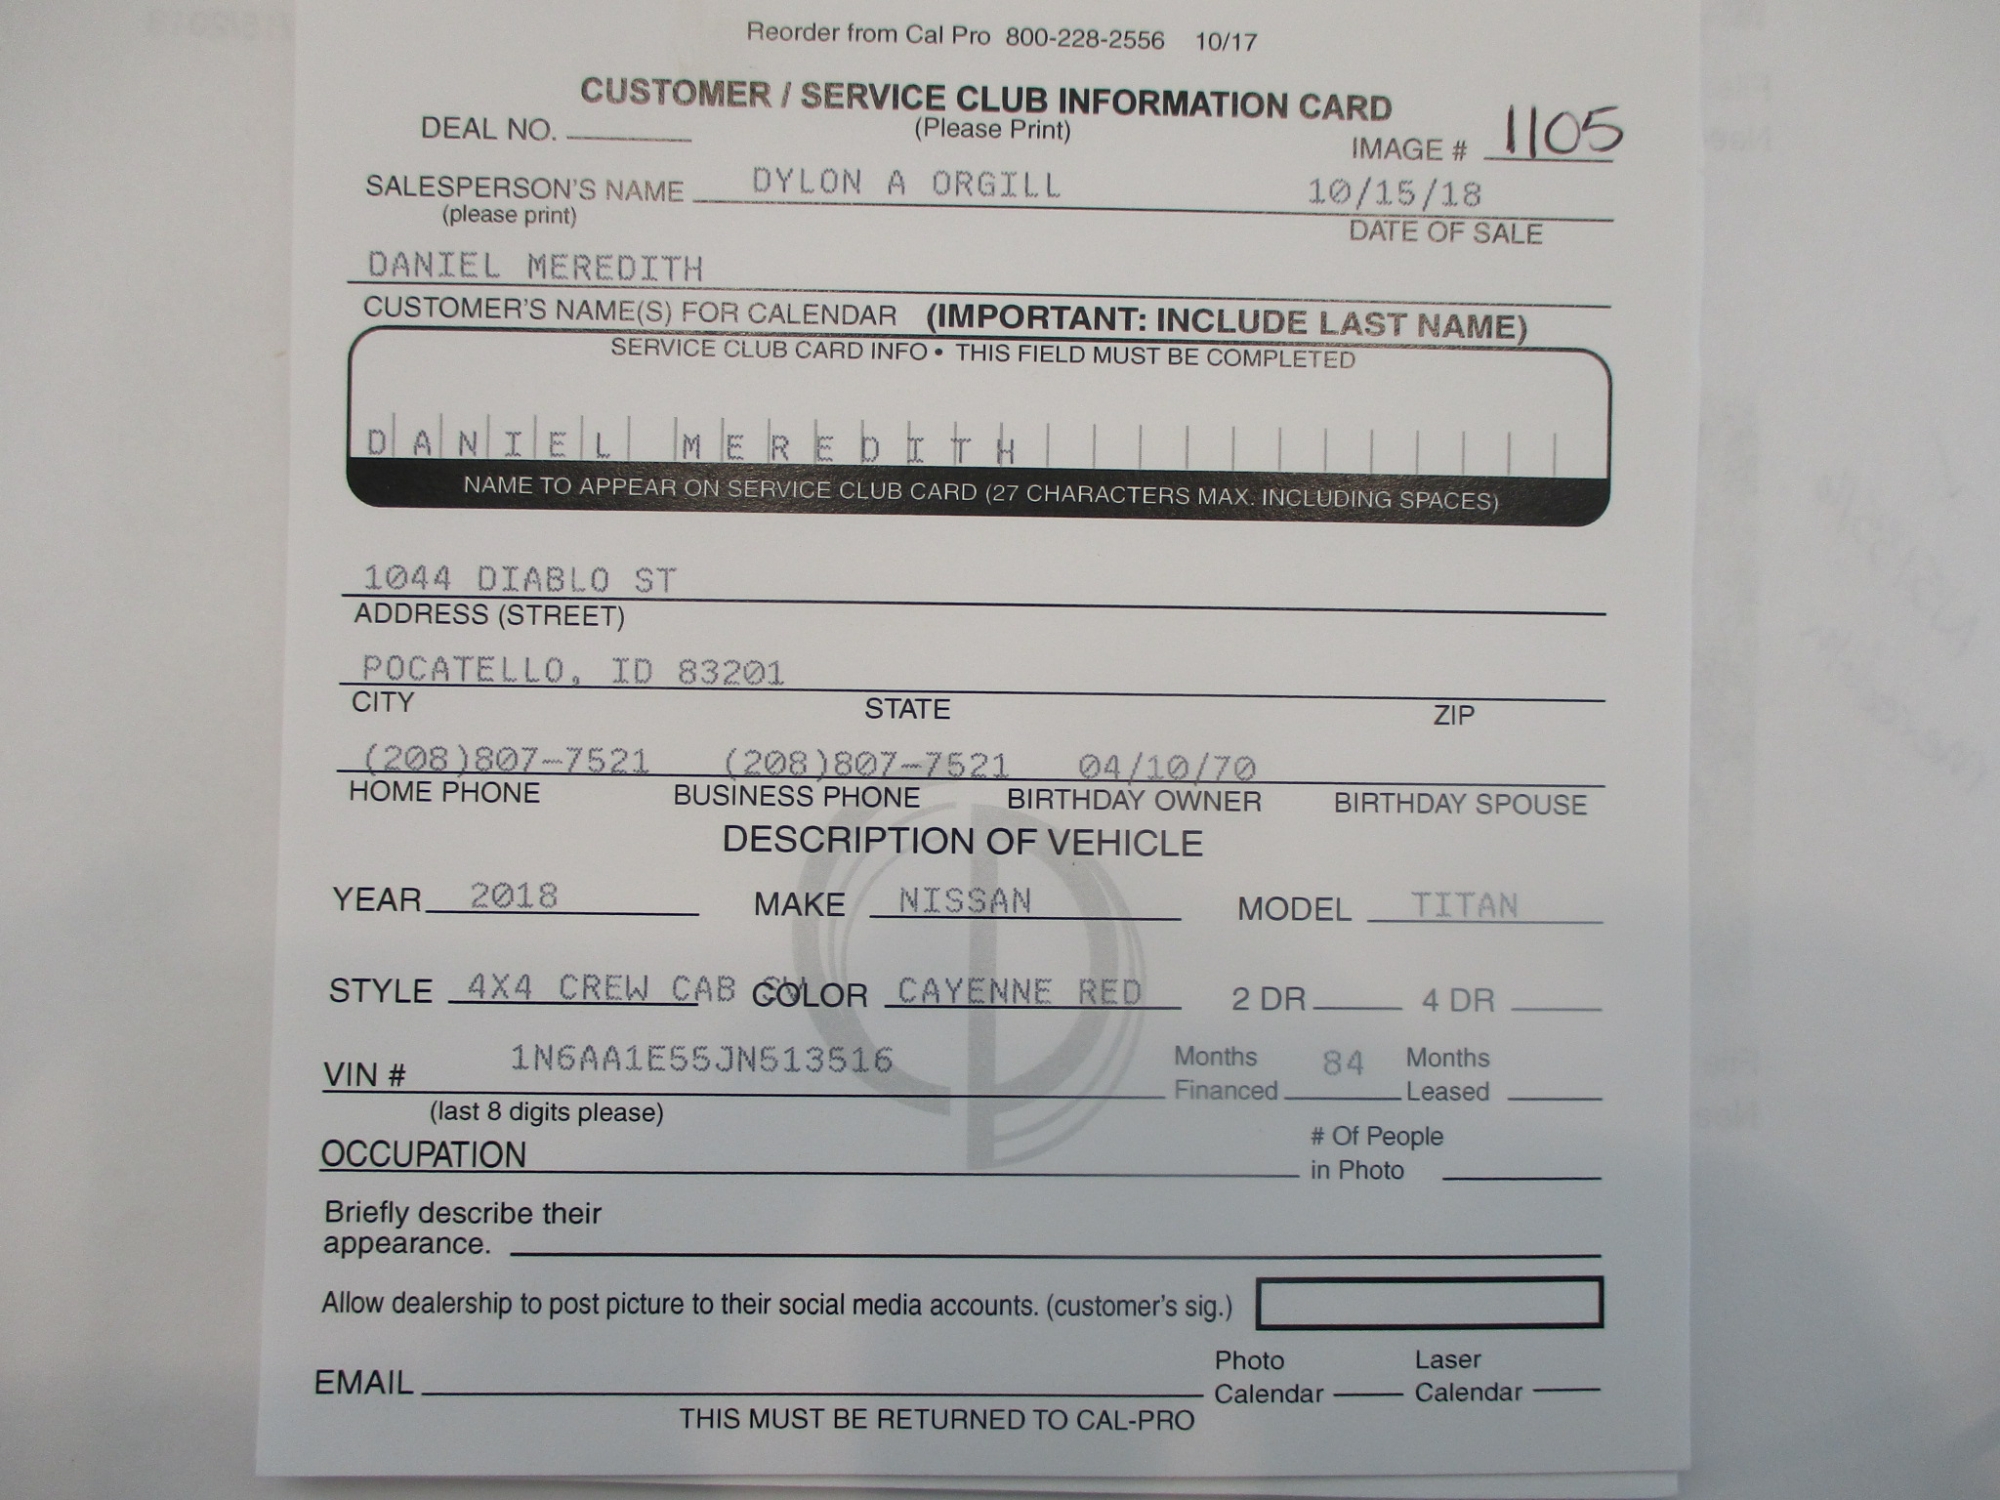 Reorder from Cal Pro 800-228-2556 10/17
CUSTOMER / SERVICE CLUB INFORMATION CARD
DEAL NO. (Please Print) IMAGE # 1105
SALESPERSON'S NAME DYLON A ORGILL 10/15/18
(please print) DATE OF SALE
DANIEL MEREDITH
CUSTOMER'S NAME(S) FOR CALENDAR (IMPORTANT: INCLUDE LAST NAME)
SERVICE CLUB CARD INFO • THIS FIELD MUST BE COMPLETED
DANIEL MEREDITH
NAME TO APPEAR ON SERVICE CLUB CARD (27 CHARACTERS MAX. INCLUDING SPACES)
1044 DIABLO ST
ADDRESS (STREET)
POCATELLO, ID 83201
CITY STATE ZIP
(208)807-7521 (208)807-7521 04/10/70
HOME PHONE BUSINESS PHONE BIRTHDAY OWNER BIRTHDAY SPOUSE
DESCRIPTION OF VEHICLE
YEAR 2018 MAKE NISSAN MODEL TITAN
STYLE 4X4 CREW CAB COLOR CAYENNE RED 2 DR 4 DR
VIN # 1N6AA1E55JN513516 Months Financed 84 Months Leased
(last 8 digits please)
OCCUPATION # Of People in Photo
Briefly describe their
appearance.
Allow dealership to post picture to their social media accounts. (customer's sig.)
EMAIL Photo Calendar Laser Calendar
THIS MUST BE RETURNED TO CAL-PRO